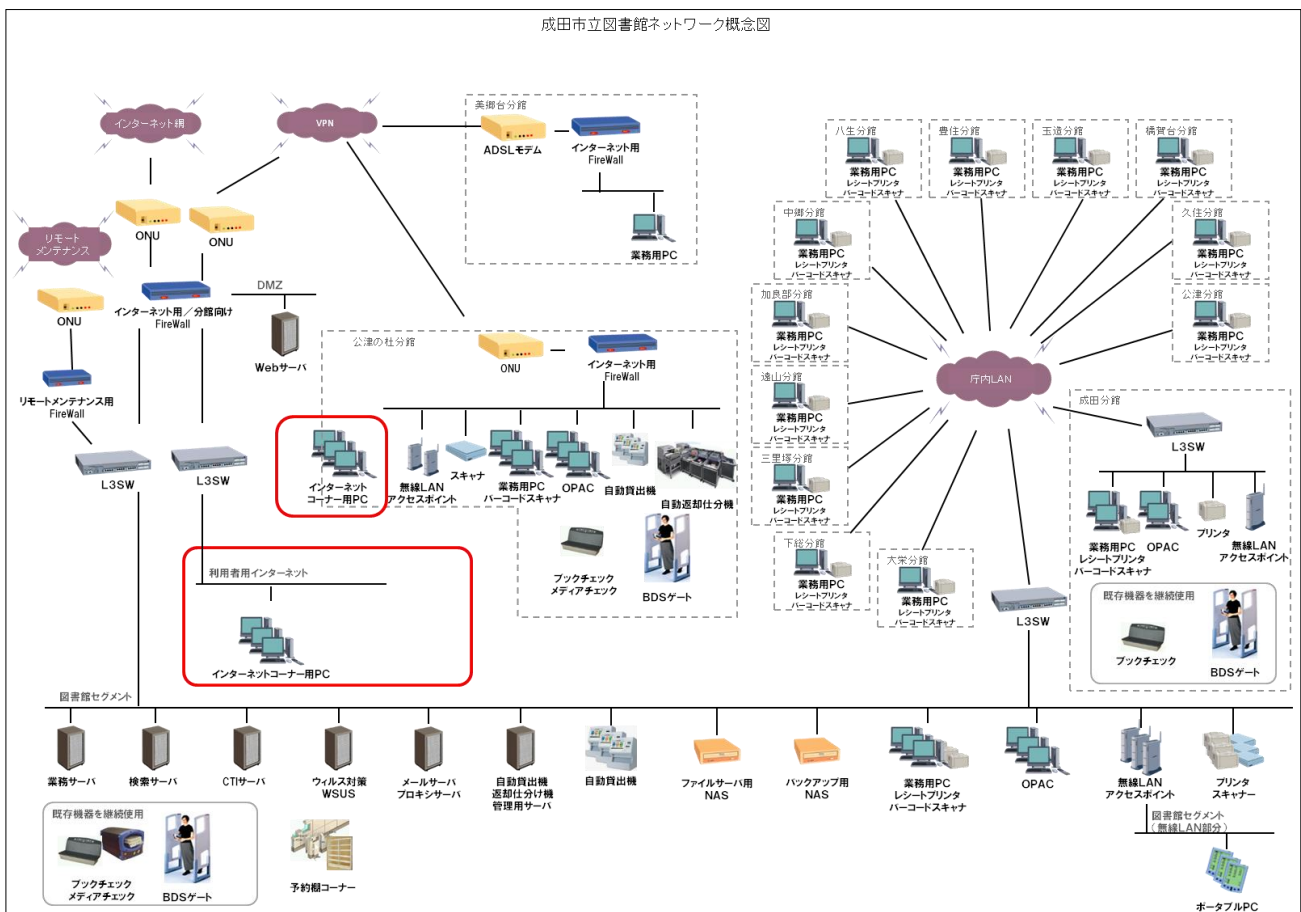 成田市立図書館ネットワーク概念図
インターネット網
VPN
リモート
メンテナンス
ONU
ONU
ONU
インターネット用／分館向け
FireWall
DMZ
Webサーバ
リモートメンテナンス用
FireWall
L3SW
L3SW
美郷台分館
ADSLモデム
インターネット用
FireWall
業務用PC
公津の杜分館
ONU
インターネット用
FireWall
インターネット
コーナー用PC
無線LAN
アクセスポイント
スキャナ
業務用PC
バーコードスキャナ
OPAC
自動貸出機
自動返却仕分機
ブックチェック
メディアチェック
BDSゲート
利用者用インターネット
インターネットコーナー用PC
八生分館
業務用PC
レシートプリンタ
バーコードスキャナ
豊住分館
業務用PC
レシートプリンタ
バーコードスキャナ
玉造分館
業務用PC
レシートプリンタ
バーコードスキャナ
橋賀台分館
業務用PC
レシートプリンタ
バーコードスキャナ
中郷分館
業務用PC
レシートプリンタ
バーコードスキャナ
久住分館
業務用PC
レシートプリンタ
バーコードスキャナ
加良部分館
業務用PC
レシートプリンタ
バーコードスキャナ
公津分館
業務用PC
レシートプリンタ
バーコードスキャナ
遠山分館
業務用PC
レシートプリンタ
バーコードスキャナ
三里塚分館
業務用PC
レシートプリンタ
バーコードスキャナ
下総分館
業務用PC
レシートプリンタ
バーコードスキャナ
大栄分館
業務用PC
レシートプリンタ
バーコードスキャナ
庁内LAN
L3SW
成田分館
L3SW
業務用PC
レシートプリンタ
バーコードスキャナ
OPAC
プリンタ
無線LAN
アクセスポイント
既存機器を継続使用
ブックチェック
BDSゲート
図書館セグメント
業務サーバ
検索サーバ
CTIサーバ
ウィルス対策
WSUS
メールサーバ
プロキシサーバ
自動貸出機
返却仕分け機
管理用サーバ
自動貸出機
ファイルサーバ用
NAS
バックアップ用
NAS
業務用PC
レシートプリンタ
バーコードスキャナ
OPAC
無線LAN
アクセスポイント
プリンタ
スキャナー
図書館セグメント
（無線LAN部分）
ポータブルPC
既存機器を継続使用
ブックチェック
メディアチェック
BDSゲート
予約棚コーナー